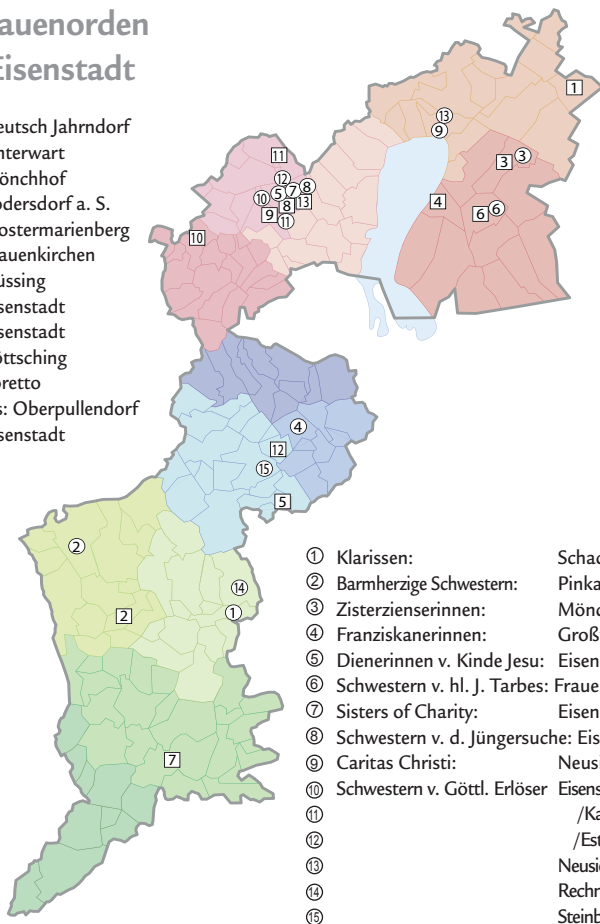 auenorden
Eisenstadt
eutsch Jahrndorf
nterwart
önchhof
odersdorf a. S.
ostermarienberg
auenkirchen
üssing
senstadt
senstadt
öttsching
oretto
s: Oberpullendorf
senstadt
1
13
9
11
3 3
12
5 7 8
10 8 13
9 11
4
6 6
10
4
12
15
5
2
14
1
2
7
① Klarissen: Schac
② Barmherzige Schwestern: Pinka
③ Zisterzienserinnen: Mönc
④ Franziskanerinnen: Groß
⑤ Dienerinnen v. Kinde Jesu: Eisen
⑥ Schwestern v. hl. J. Tarbes: Fraue
⑦ Sisters of Charity: Eisen
⑧ Schwestern v. d. Jüngersuche: Eis
⑨ Caritas Christi: Neusi
⑩ Schwestern v. Göttl. Erlöser Eisens
⑪ /Ka
⑫ /Est
⑬ Neusie
⑭ Rechn
⑮ Steinb